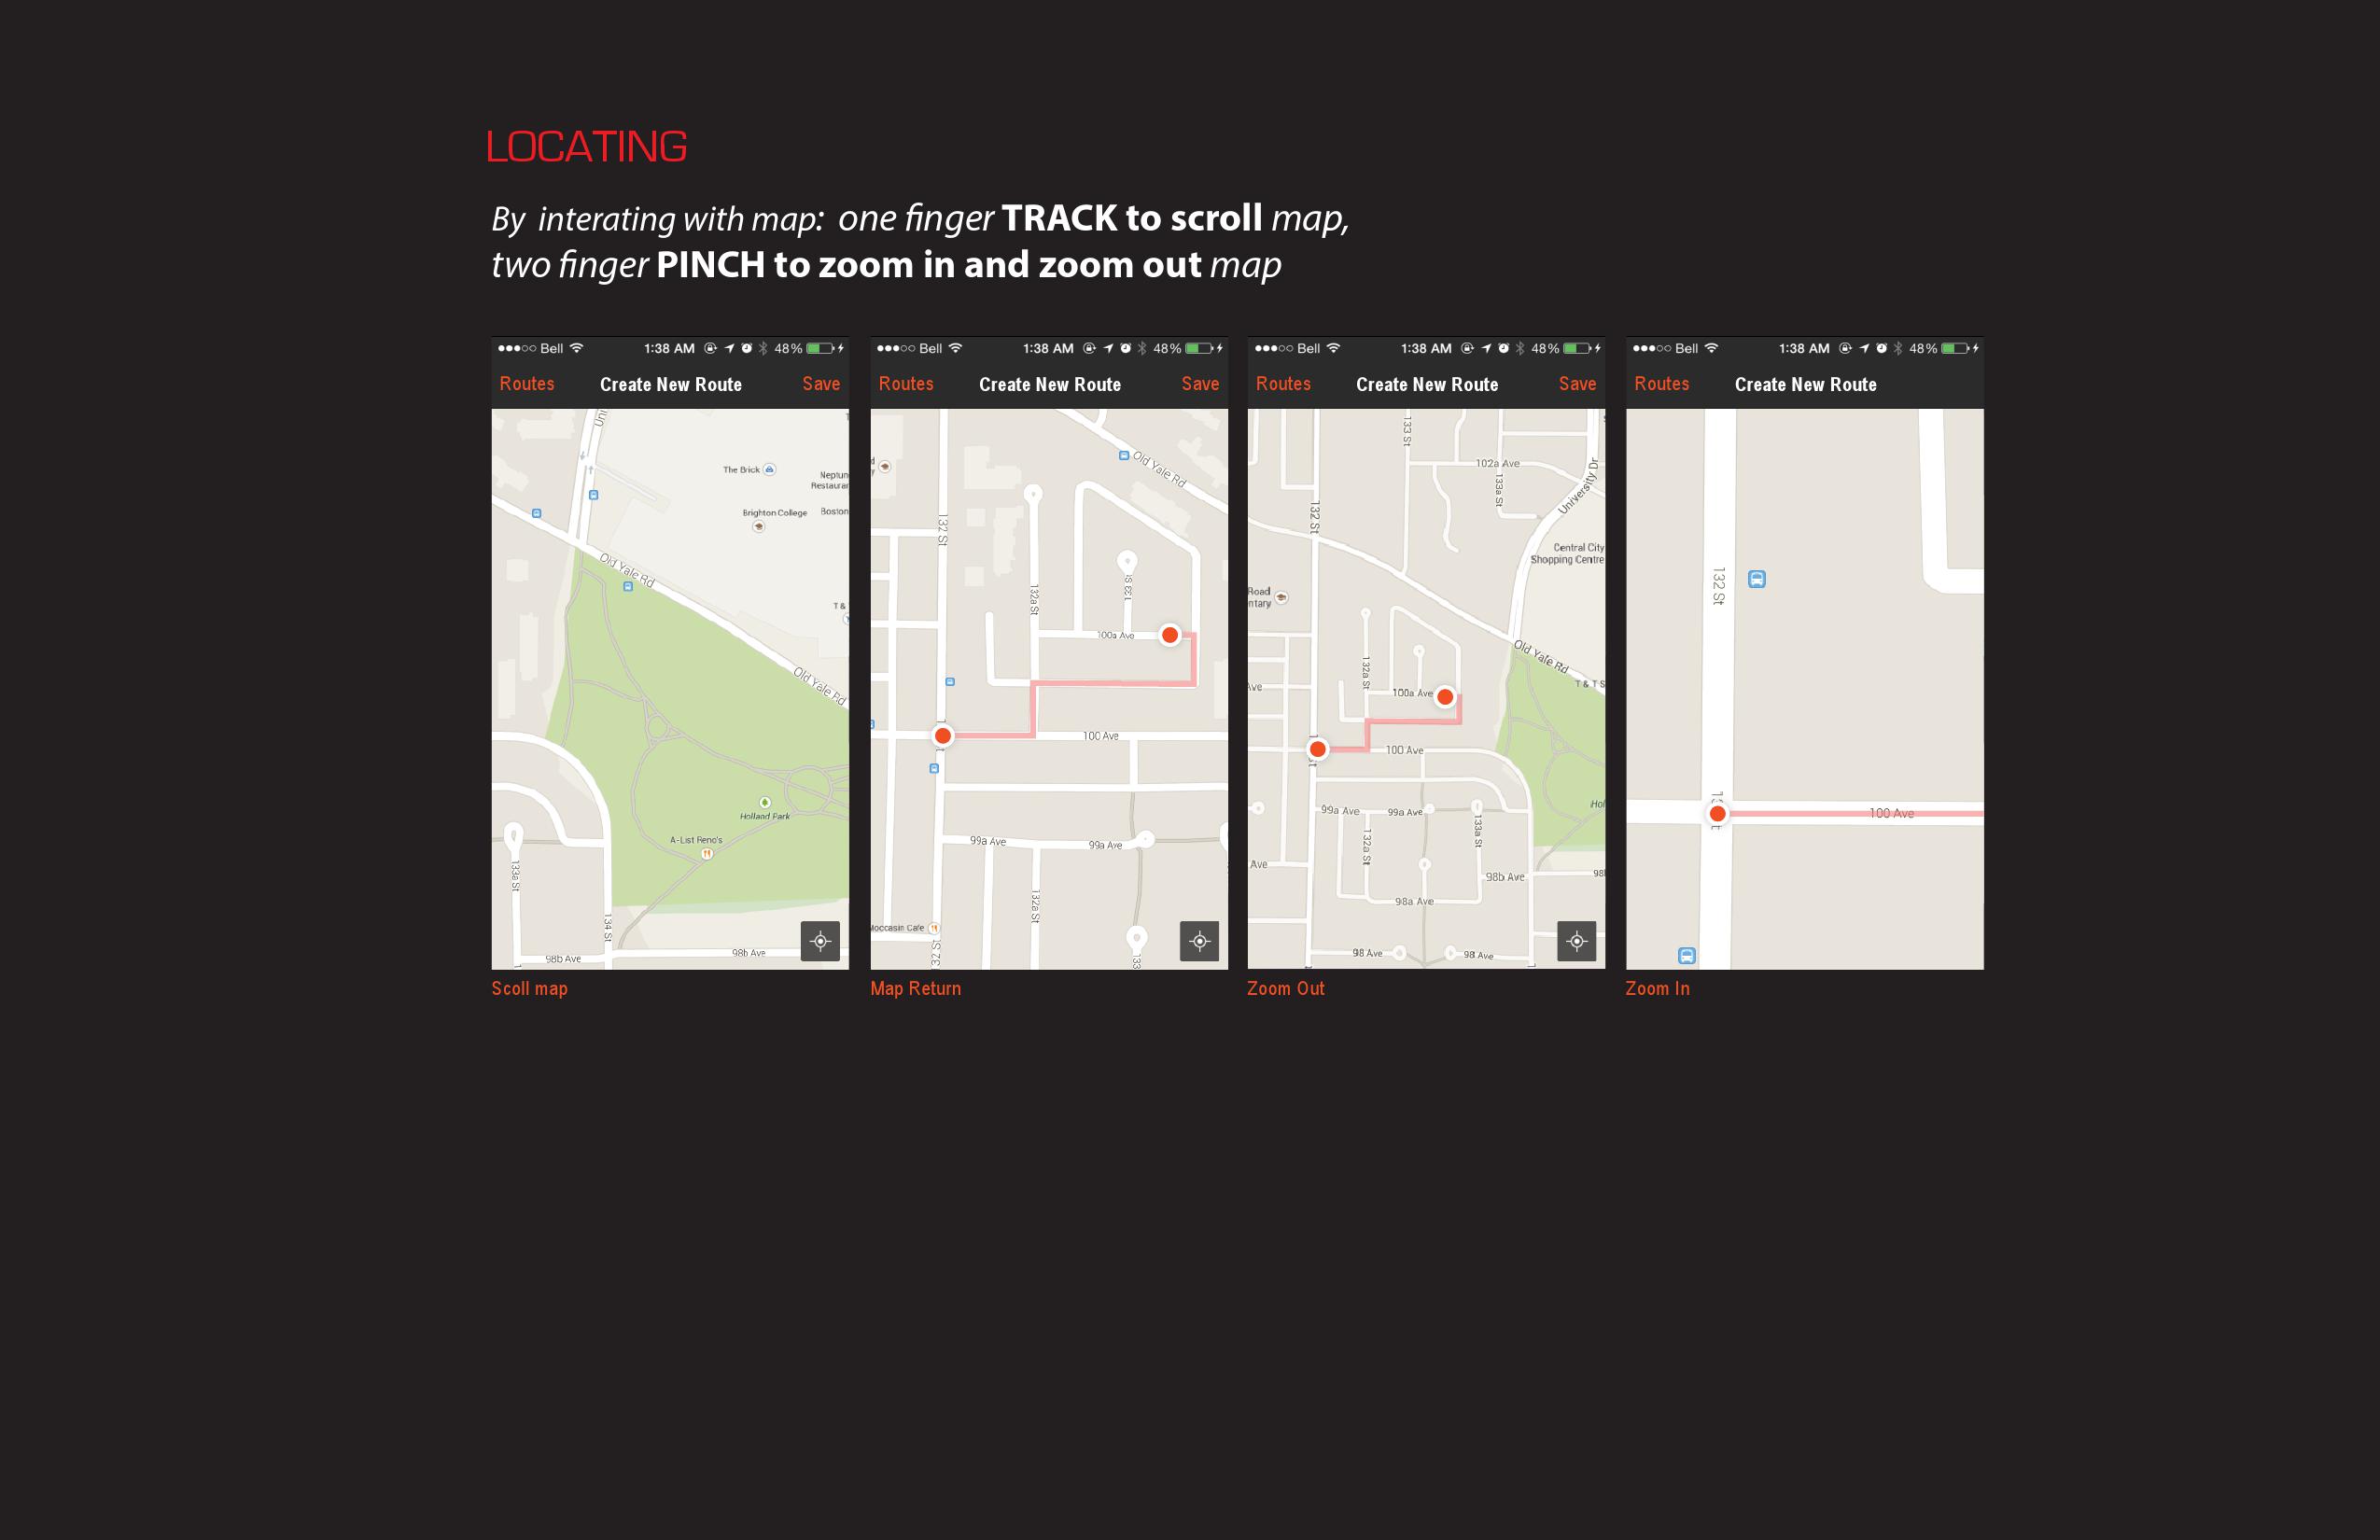 LOCATING
By interating with map: one finger TRACK to scroll map,
two finger PINCH to zoom in and zoom out map
Bell 1:38 AM 48%
Routes Create New Route Save
The Brick
Brighton College
Boston
Old Yale Rd
T &
Old Yale Rd
Holland Park
A-List Reno's
133a St
134 St
98b Ave
98b Ave
Scoll map
Bell 1:38 AM 48%
Routes Create New Route Save
Old Yale Rd
132 St
132a St
133 St
100a Ave
100 Ave
99a Ave
99a Ave
132a St
Moccasin Cafe
132 St
133
Map Return
Bell 1:38 AM 48%
Routes Create New Route Save
133 St
102a Ave
133a St
University Dr
132 St
Central City
Shopping Centre
Road
ntary
Old Yale Rd
132a St
T & T S
Ave
100a Ave
100 Ave
Hol
99a Ave
99a Ave
132a St
133a St
Ave
98b Ave
98
98a Ave
98 Ave
98 Ave
Zoom Out
Bell 1:38 AM 48%
Routes Create New Route
132 St
100 Ave
Zoom In